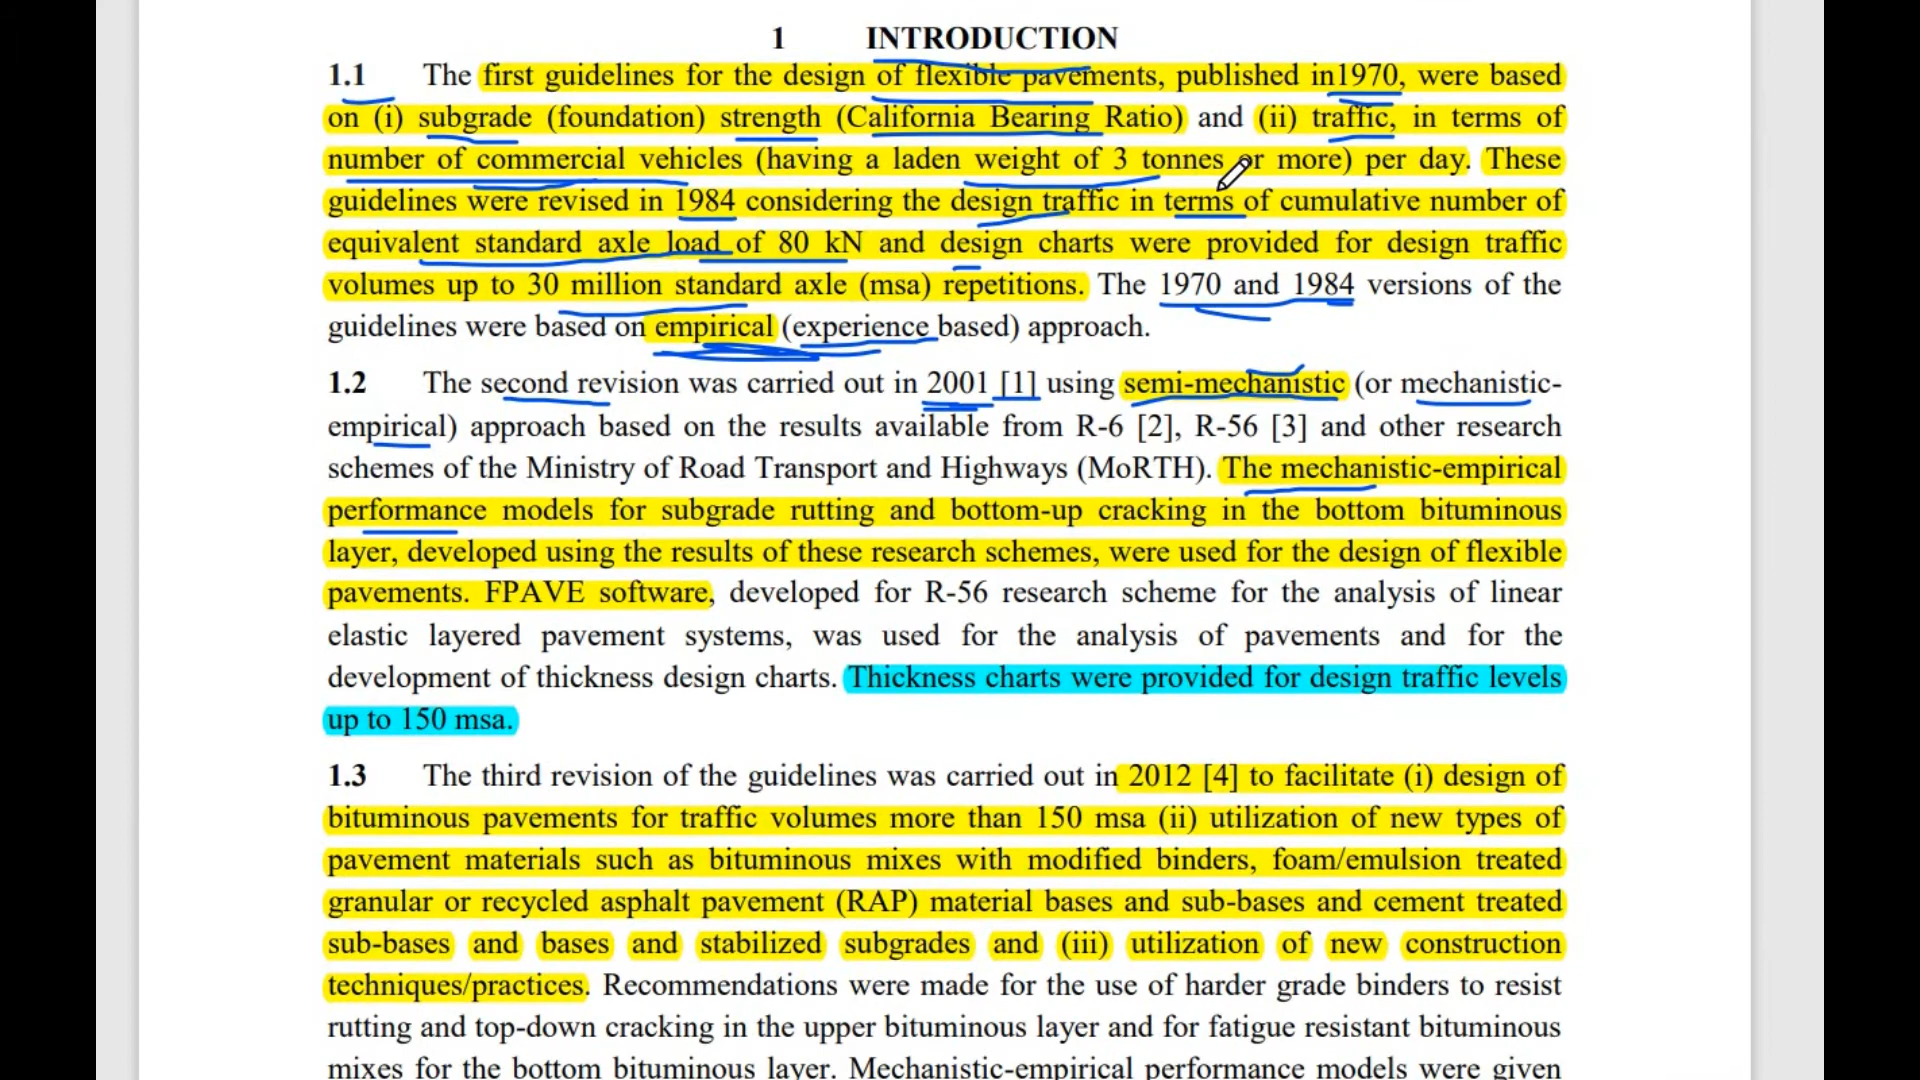 1 INTRODUCTION
1.1 The first guidelines for the design of flexible pavements, published in1970, were based
on (i) subgrade (foundation) strength (California Bearing Ratio) and (ii) traffic, in terms of
number of commercial vehicles (having a laden weight of 3 tonnes or more) per day. These
guidelines were revised in 1984 considering the design traffic in terms of cumulative number of
equivalent standard axle load of 80 kN and design charts were provided for design traffic
volumes up to 30 million standard axle (msa) repetitions. The 1970 and 1984 versions of the
guidelines were based on empirical (experience based) approach.
1.2 The second revision was carried out in 2001 [1] using semi-mechanistic (or mechanistic-
empirical) approach based on the results available from R-6 [2], R-56 [3] and other research
schemes of the Ministry of Road Transport and Highways (MoRTH). The mechanistic-empirical
performance models for subgrade rutting and bottom-up cracking in the bottom bituminous
layer, developed using the results of these research schemes, were used for the design of flexible
pavements. FPAVE software, developed for R-56 research scheme for the analysis of linear
elastic layered pavement systems, was used for the analysis of pavements and for the
development of thickness design charts. Thickness charts were provided for design traffic levels
up to 150 msa.
1.3 The third revision of the guidelines was carried out in 2012 [4] to facilitate (i) design of
bituminous pavements for traffic volumes more than 150 msa (ii) utilization of new types of
pavement materials such as bituminous mixes with modified binders, foam/emulsion treated
granular or recycled asphalt pavement (RAP) material bases and sub-bases and cement treated
sub-bases and bases and stabilized subgrades and (iii) utilization of new construction
techniques/practices. Recommendations were made for the use of harder grade binders to resist
rutting and top-down cracking in the upper bituminous layer and for fatigue resistant bituminous
mixes for the bottom bituminous layer. Mechanistic-empirical performance models were given